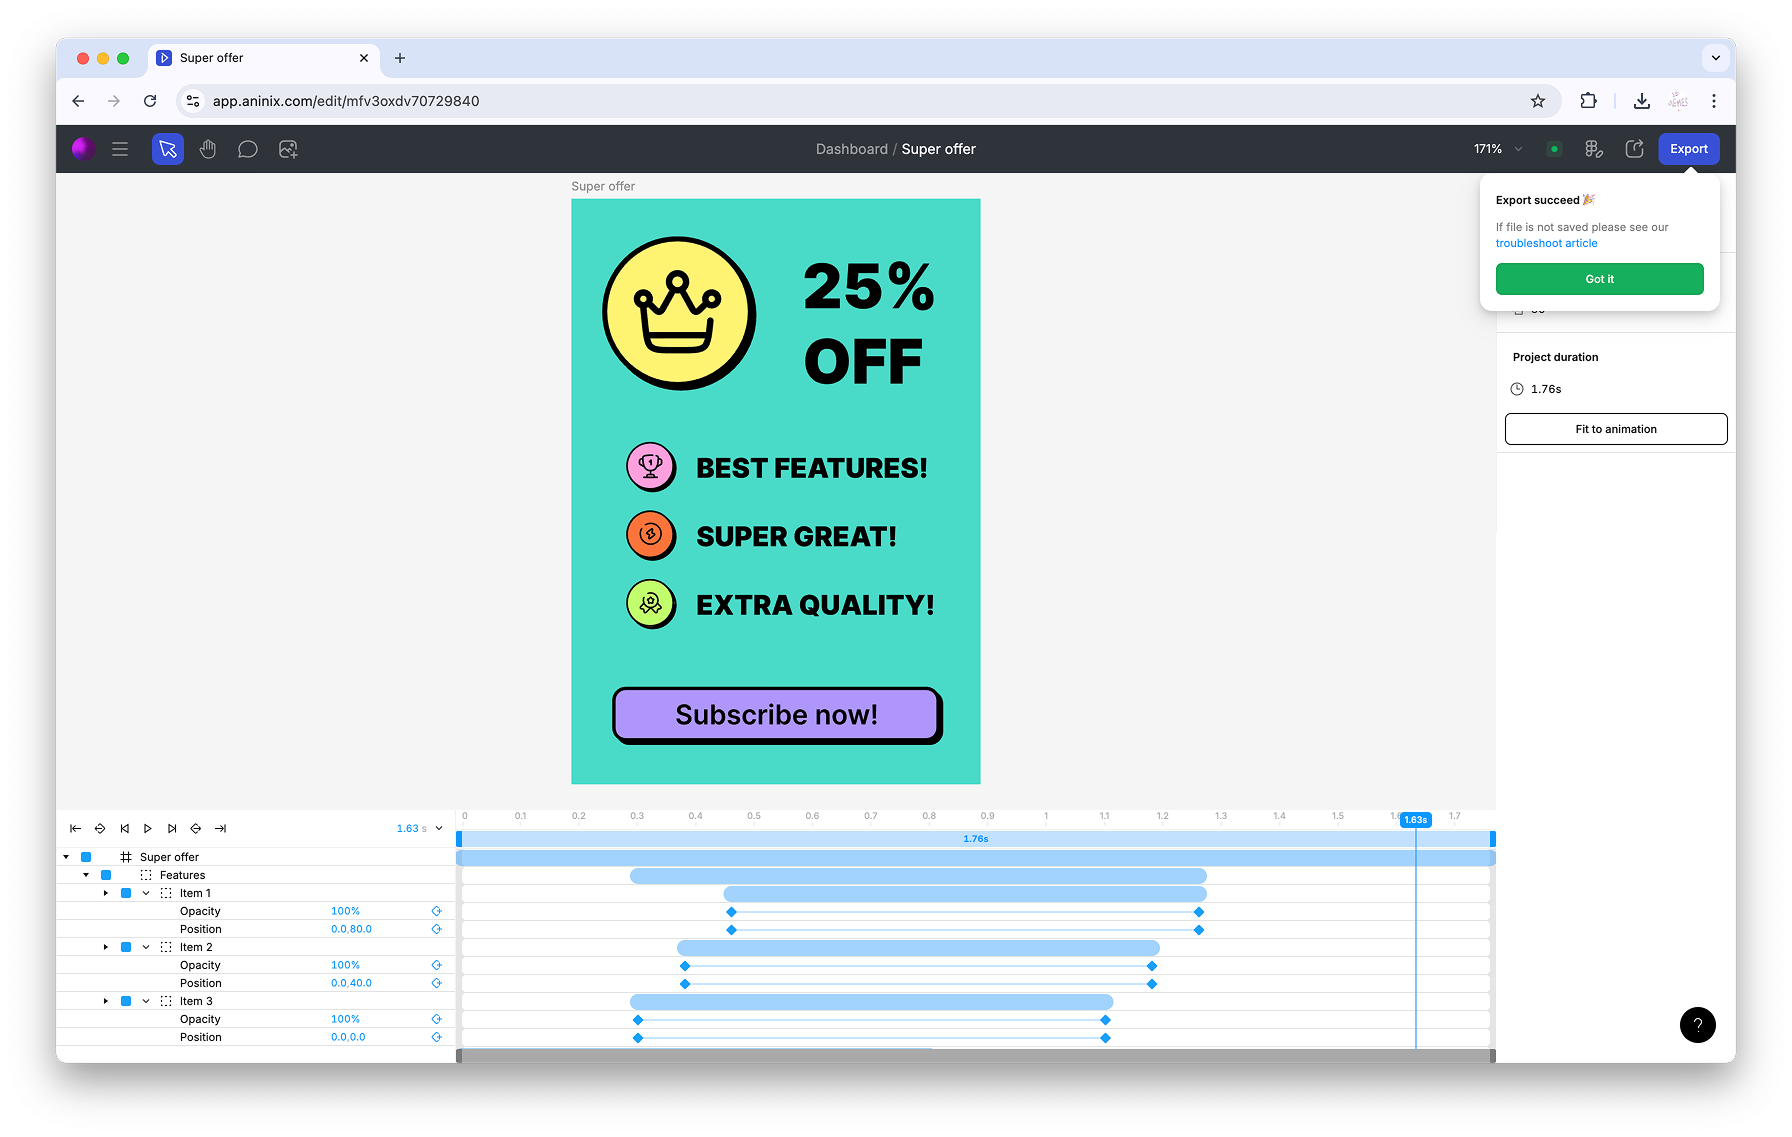 Super offer
app.aninix.com/edit/mfv3oxdv70729840
Dashboard / Super offer
171%
Export
Super offer
Export succeed
If file is not saved please see our
troubleshoot article
Got it
25%
OFF
Project duration
1.76s
Fit to animation
BEST FEATURES!
SUPER GREAT!
EXTRA QUALITY!
Subscribe now!
1.63 s
0 0.1 0.2 0.3 0.4 0.5 0.6 0.7 0.8 0.9 1 1.1 1.2 1.3 1.4 1.5 1.63s 1.7
1.76s
Super offer
Features
Item 1
Opacity 100%
Position 0.0,80.0
Item 2
Opacity 100%
Position 0.0,40.0
Item 3
Opacity 100%
Position 0.0,0.0
?